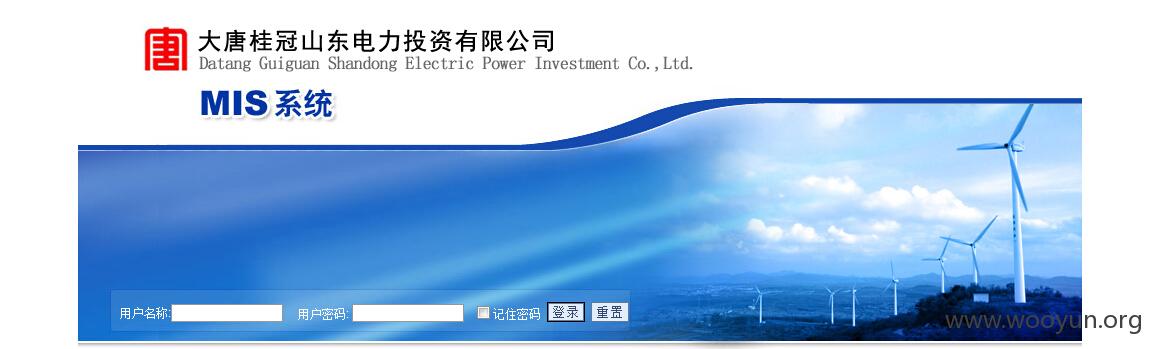 唐
大唐桂冠山东电力投资有限公司
Datang Guiguan Shandong Electric Power Investment Co.,Ltd.
MIS系统
用户名称: 用户密码: 记住密码 登录 重置
www.wooyun.org